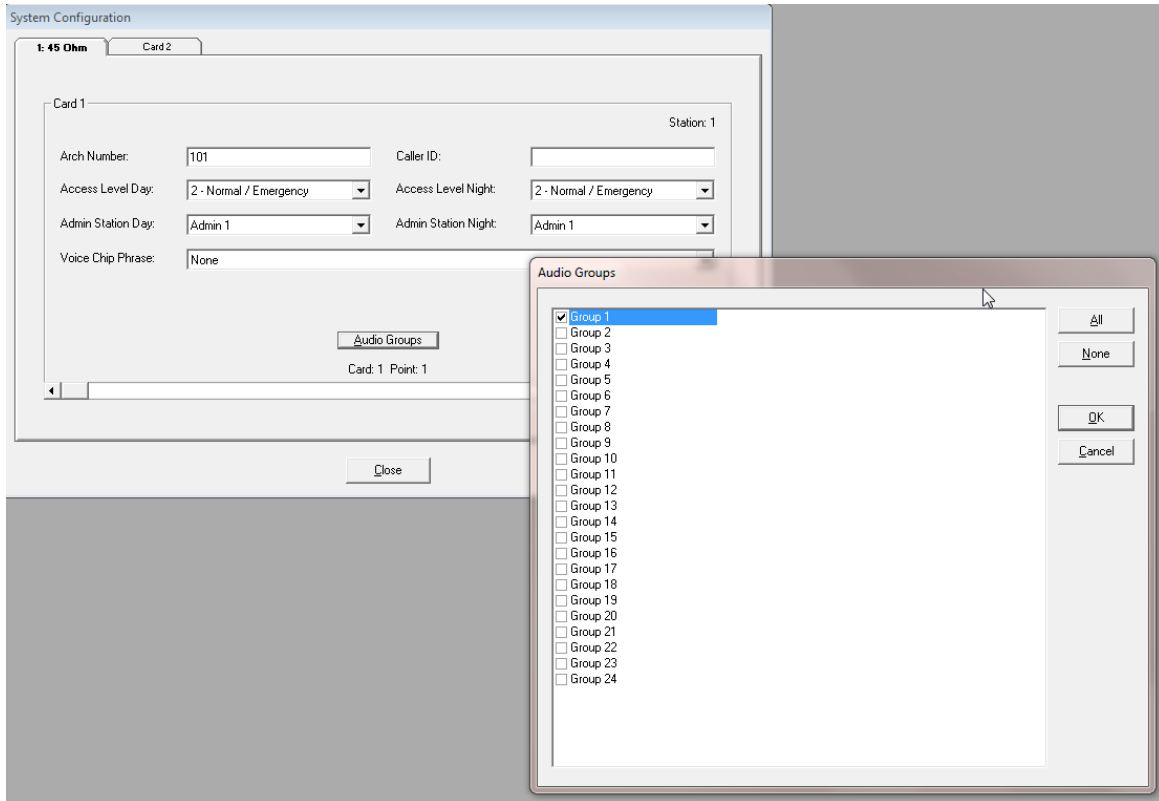 System Configuration
1: 45 Ohm
Card 2
Card 1
Station: 1
Arch Number: 101 Caller ID:
Access Level Day: 2 - Normal / Emergency Access Level Night: 2 - Normal / Emergency
Admin Station Day: Admin 1 Admin Station Night: Admin 1
Voice Chip Phrase: None
Audio Groups
Card: 1 Point: 1
Close
Audio Groups
Group 1
Group 2
Group 3
Group 4
Group 5
Group 6
Group 7
Group 8
Group 9
Group 10
Group 11
Group 12
Group 13
Group 14
Group 15
Group 16
Group 17
Group 18
Group 19
Group 20
Group 21
Group 22
Group 23
Group 24
All
None
OK
Cancel